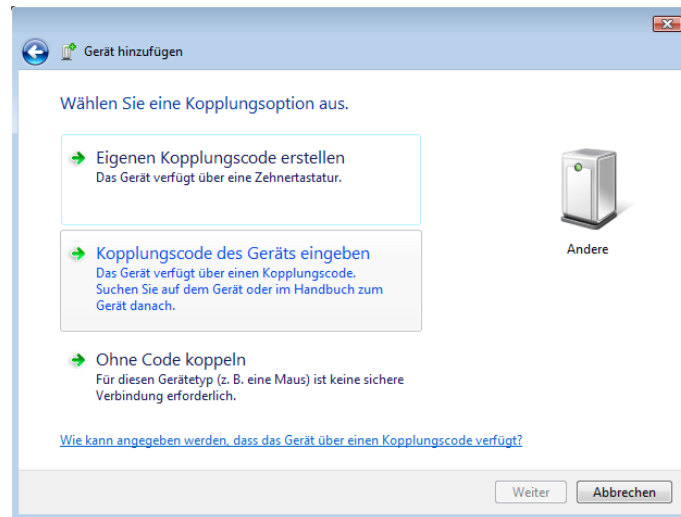 Gerät hinzufügen
Wählen Sie eine Kopplungsoption aus.
Eigenen Kopplungscode erstellen
Das Gerät verfügt über eine Zehnertastatur.
Kopplungscode des Geräts eingeben
Das Gerät verfügt über einen Kopplungscode.
Suchen Sie auf dem Gerät oder im Handbuch zum
Gerät danach.
Andere
Ohne Code koppeln
Für diesen Gerätetyp (z. B. eine Maus) ist keine sichere
Verbindung erforderlich.
Wie kann angegeben werden, dass das Gerät über einen Kopplungscode verfügt?
Weiter
Abbrechen